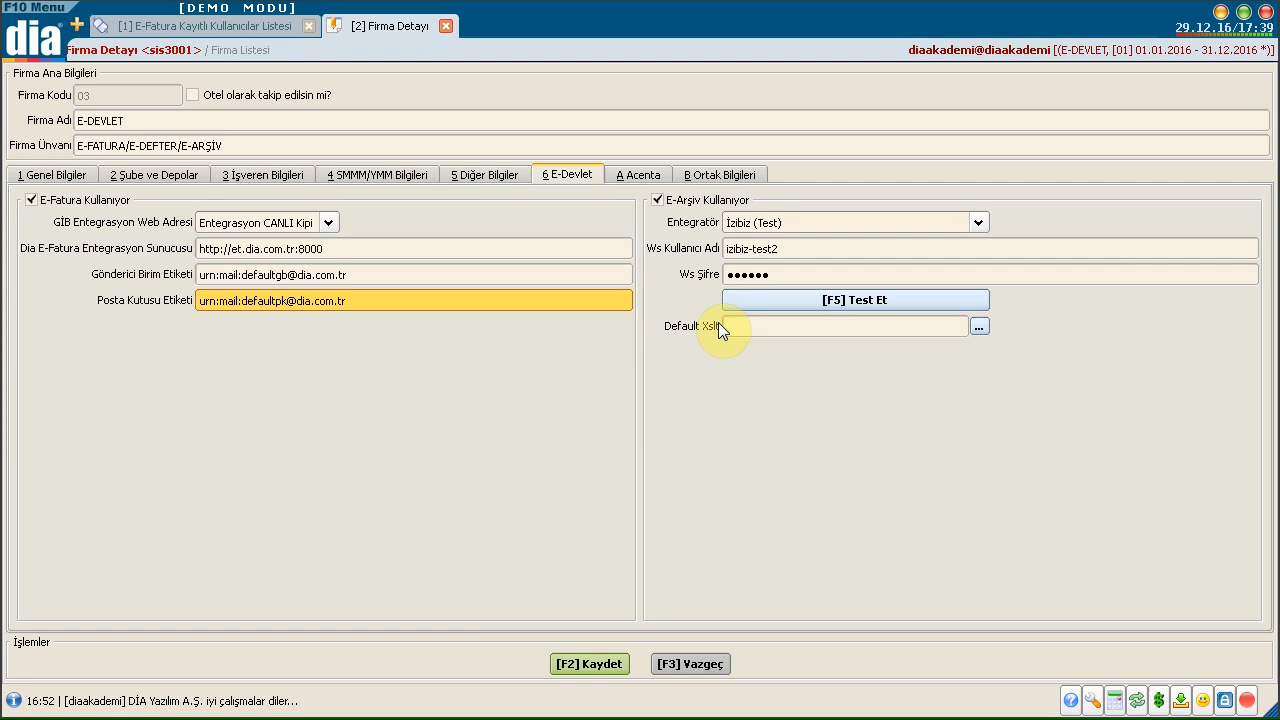 F10 Menu
[DEMO MODU]
[1] E-Fatura Kayıtlı Kullanıcılar Listesi
[2] Firma Detayı
29.12.16/17:39
dia
Firma Detayı <sis3001> / Firma Listesi
diaakademi@diaakademi [(E-DEVLET, [01] 01.01.2016 - 31.12.2016 *)]
Firma Ana Bilgileri
Firma Kodu 03
Otel olarak takip edilsin mi?
Firma Adı E-DEVLET
Firma Ünvanı E-FATURA/E-DEFTER/E-ARŞİV
1 Genel Bilgiler
2 Şube ve Depolar
3 İşveren Bilgileri
4 SMMM/YMM Bilgileri
5 Diğer Bilgiler
6 E-Devlet
A Acenta
B Ortak Bilgileri
E-Fatura Kullanıyor
GİB Entegrasyon Web Adresi Entegrasyon CANLI Kipi
Dia E-Fatura Entegrasyon Sunucusu http://et.dia.com.tr:8000
Gönderici Birim Etiketi urn:mail:defaultgb@dia.com.tr
Posta Kutusu Etiketi urn:mail:defaultpk@dia.com.tr
E-Arşiv Kullanıyor
Entegratör İzibiz (Test)
Ws Kullanıcı Adı izibiz-test2
Ws Şifre ●●●●●●
[F5] Test Et
Default Xslt
...
İşlemler
[F2] Kaydet
[F3] Vazgeç
16:52 | [diaakademi] DİA Yazılım A.Ş. iyi çalışmalar diler...